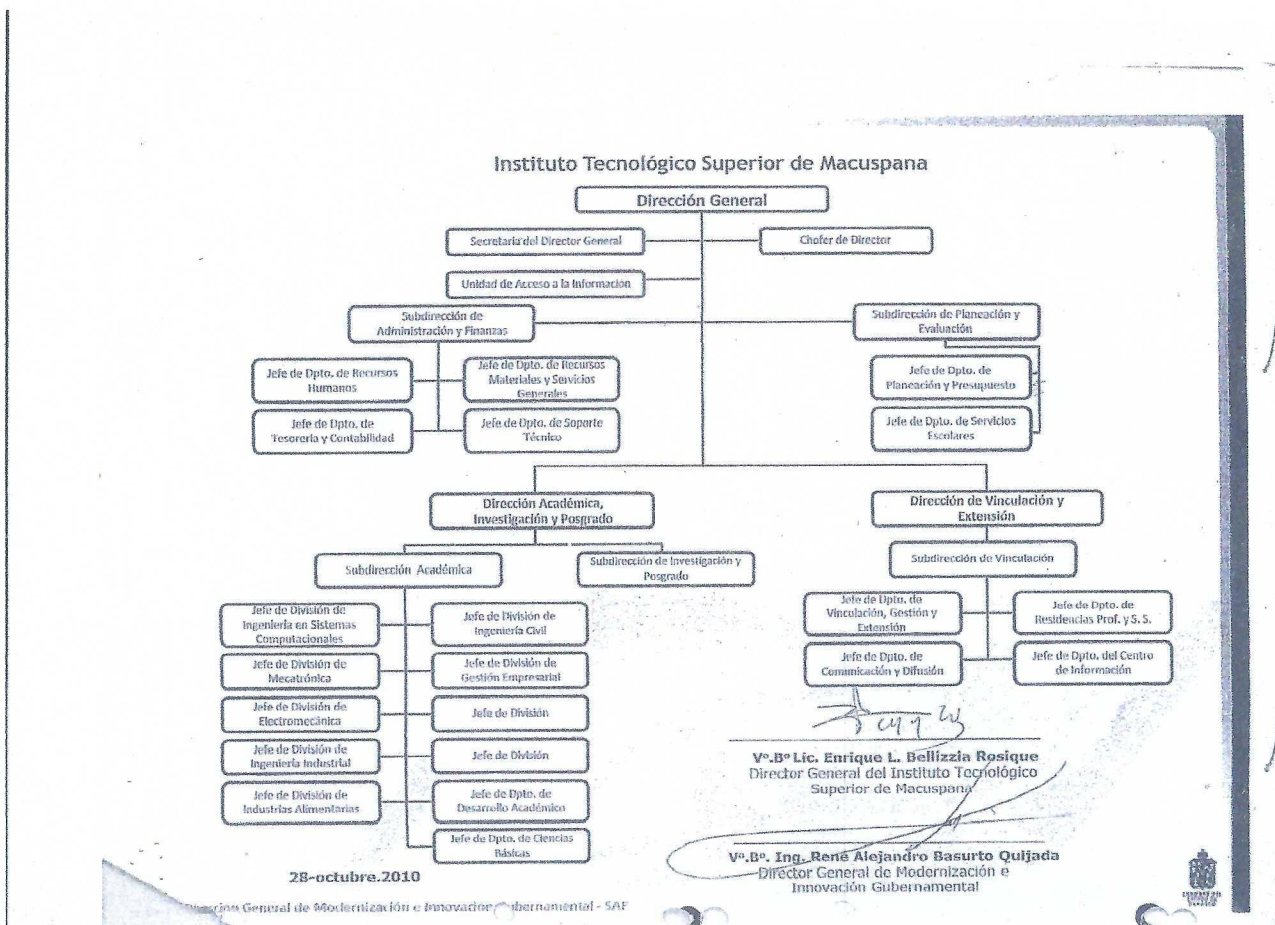 Instituto Tecnológico Superior de Macuspana
Dirección General
Secretaria del Director General
Chofer de Director
Unidad de Acceso a la Información
Subdirección de
Administración y Finanzas
Subdirección de Planeación y
Evaluación
Jefe de Dpto. de Recursos
Humanos
Jefe de Dpto. de Recursos
Materiales y Servicios
Generales
Jefe de Dpto. de
Tesorería y Contabilidad
Jefe de Dpto. de Soporte
Técnico
Jefe de Dpto. de
Planeación y Presupuesto
Jefe de Dpto. de Servicios
Escolares
Dirección Académica,
Investigación y Posgrado
Dirección de Vinculación y
Extensión
Subdirección Académica
Subdirección de Investigación y
Posgrado
Subdirección de Vinculación
Jefe de División de
Ingeniería en Sistemas
Computacionales
Jefe de División de
Ingeniería Civil
Jefe de División de
Mecatrónica
Jefe de División de
Gestión Empresarial
Jefe de División de
Electromecánica
Jefe de División
Jefe de División de
Ingeniería Industrial
Jefe de División
Jefe de División de
Industrias Alimentarias
Jefe de Dpto. de
Desarrollo Académico
Jefe de Dpto. de Ciencias
Básicas
Jefe de Dpto. de
Vinculación, Gestión y
Extensión
Jefe de Dpto. de
Residencias Prof. y S. S.
Jefe de Dpto. de
Comunicación y Difusión
Jefe de Dpto. del Centro
de Información
Vº.Bº Lic. Enrique L. Bellizzia Rosique
Director General del Instituto Tecnológico
Superior de Macuspana
Vº.Bº. Ing. René Alejandro Basurto Quijada
Director General de Modernización e
Innovación Gubernamental
28-octubre.2010
General de Modernización e Innovación Gubernamental - SAF